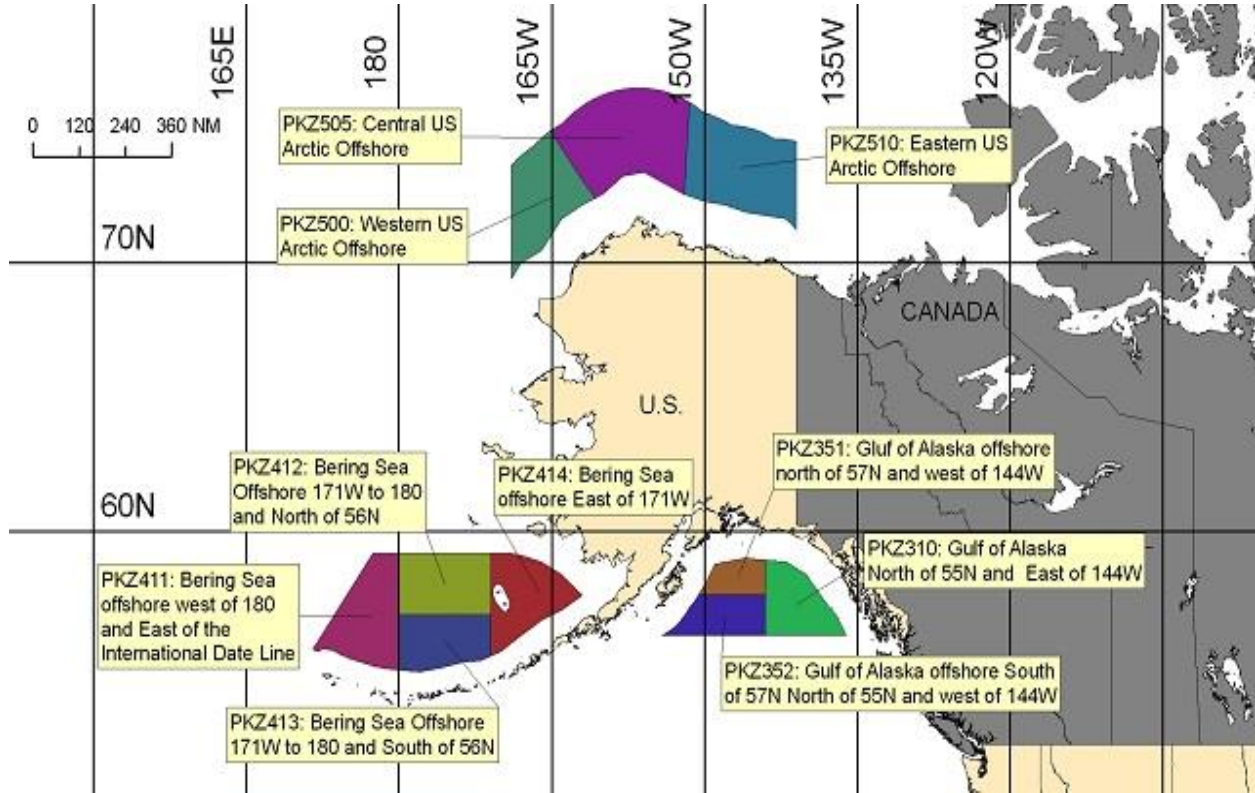 165E
180
165W
150W
135W
120W
0 120 240 360 NM
PKZ505: Central US
Arctic Offshore
PKZ510: Eastern US
Arctic Offshore
PKZ500: Western US
Arctic Offshore
70N
CANADA
U.S.
PKZ351: Gluf of Alaska offshore
north of 57N and west of 144W
PKZ412: Bering Sea
Offshore 171W to 180
and North of 56N
PKZ414: Bering Sea
offshore East of 171W
60N
PKZ310: Gulf of Alaska
North of 55N and East of 144W
PKZ411: Bering Sea
offshore west of 180
and East of the
International Date Line
PKZ352: Gulf of Alaska offshore South
of 57N North of 55N and west of 144W
PKZ413: Bering Sea Offshore
171W to 180 and South of 56N